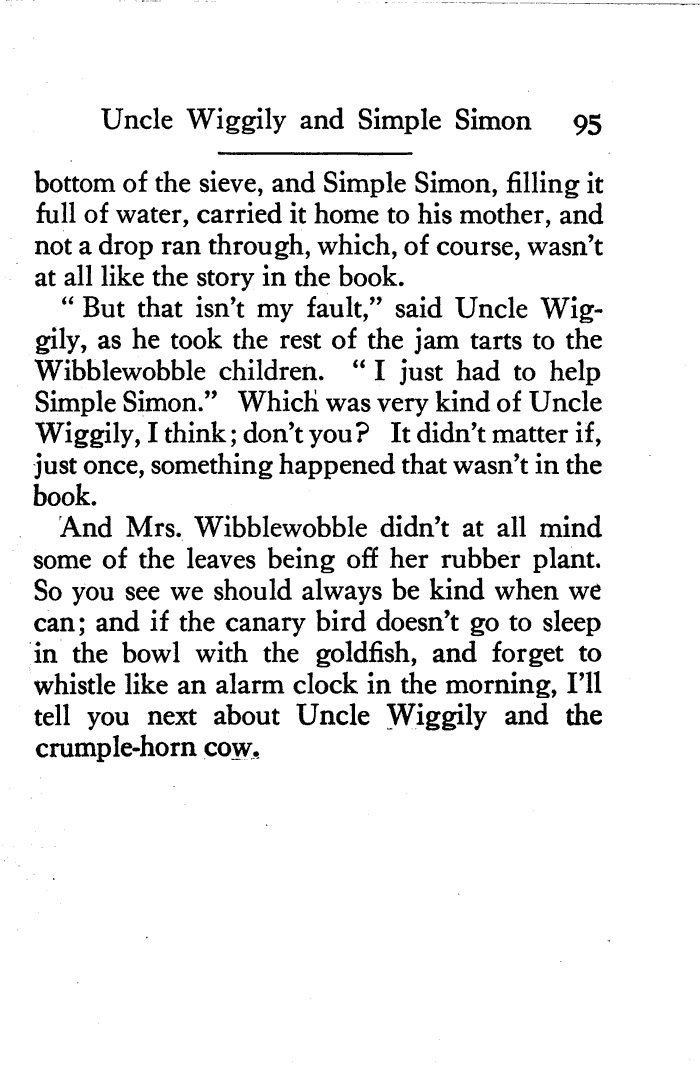 Uncle Wiggily and Simple Simon 95
bottom of the sieve, and Simple Simon, filling it
full of water, carried it home to his mother, and
not a drop ran through, which, of course, wasn't
at all like the story in the book.
“ But that isn't my fault,” said Uncle Wig-
gily, as he took the rest of the jam tarts to the
Wibblewobble children. “ I just had to help
Simple Simon.” Which was very kind of Uncle
Wiggily, I think; don't you? It didn't matter if,
just once, something happened that wasn't in the
book.
And Mrs. Wibblewobble didn't at all mind
some of the leaves being off her rubber plant.
So you see we should always be kind when we
can; and if the canary bird doesn't go to sleep
in the bowl with the goldfish, and forget to
whistle like an alarm clock in the morning, I'll
tell you next about Uncle Wiggily and the
crumple-horn cow.